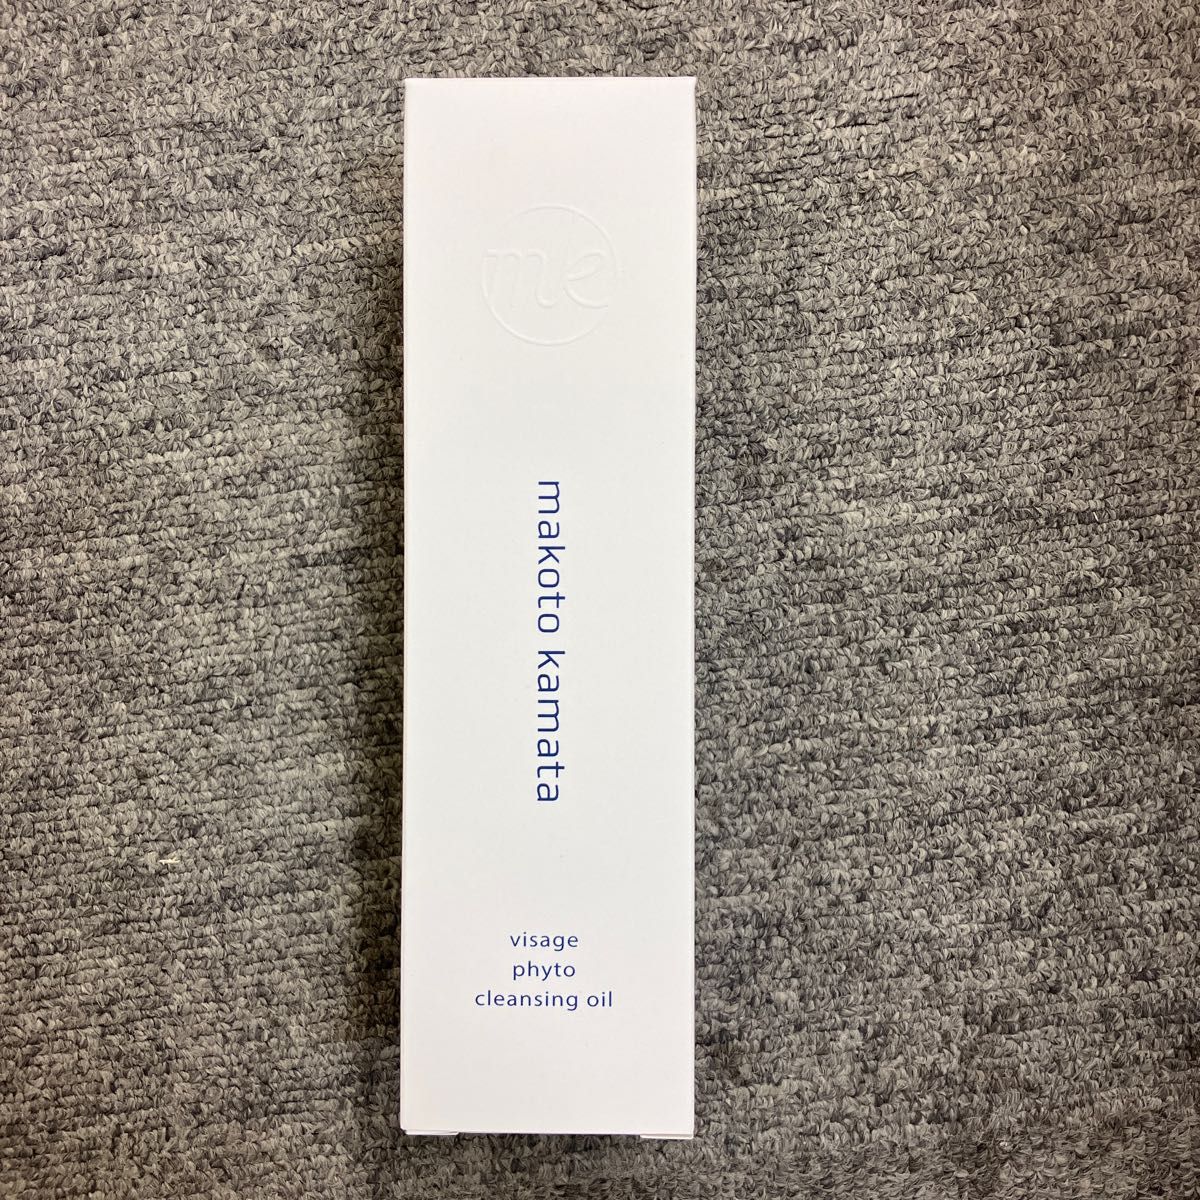 me
makoto kamata
visage
phyto
cleansing oil